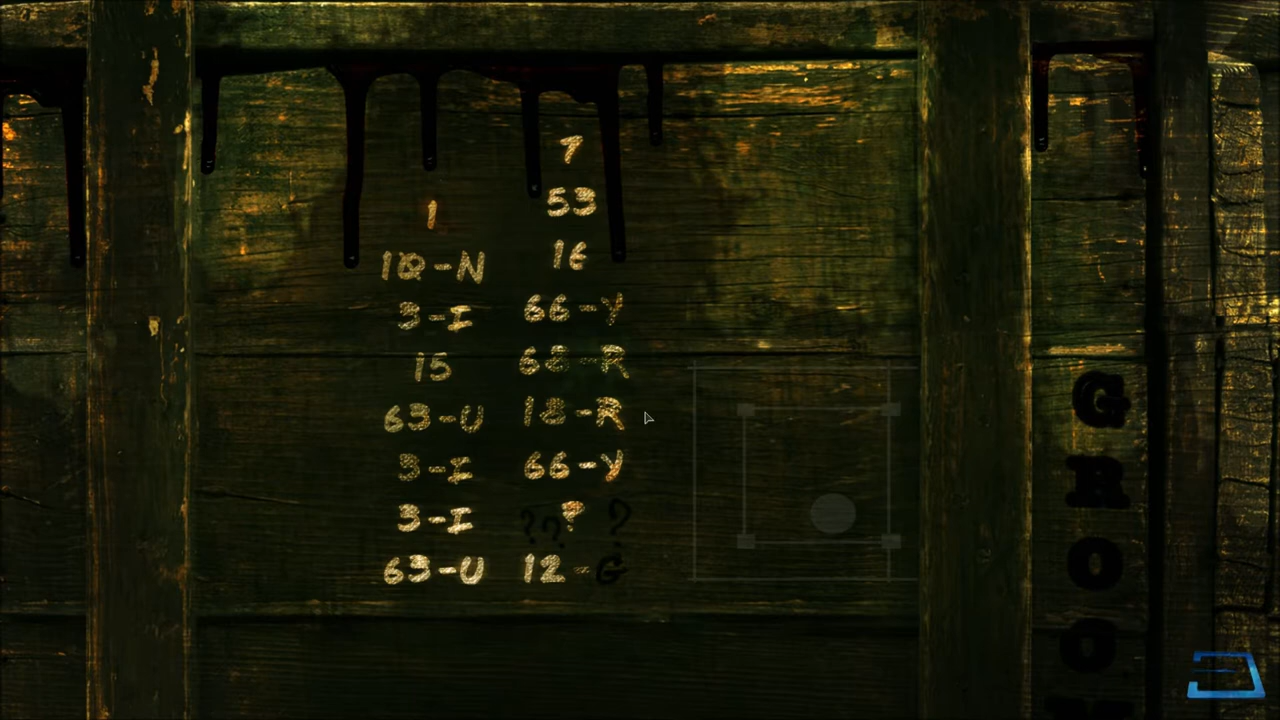 1
10-N
3-I
15
63-U
3-I
3-I
63-U
7
53
16
66-Y
68-R
18-R
66-Y
?? ? ?
12-G
G
R
O
O